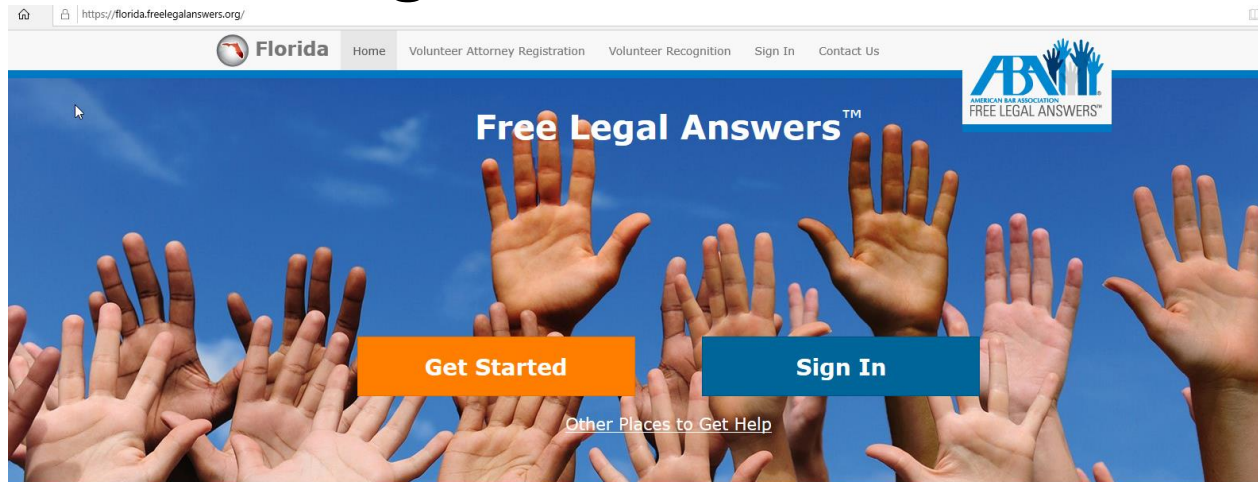 https://florida.freelegalanswers.org/
Florida Home Volunteer Attorney Registration Volunteer Recognition Sign In Contact Us
ABA
AMERICAN BAR ASSOCIATION
FREE LEGAL ANSWERS™
Free Legal Answers™
Get Started Sign In
Other Places to Get Help